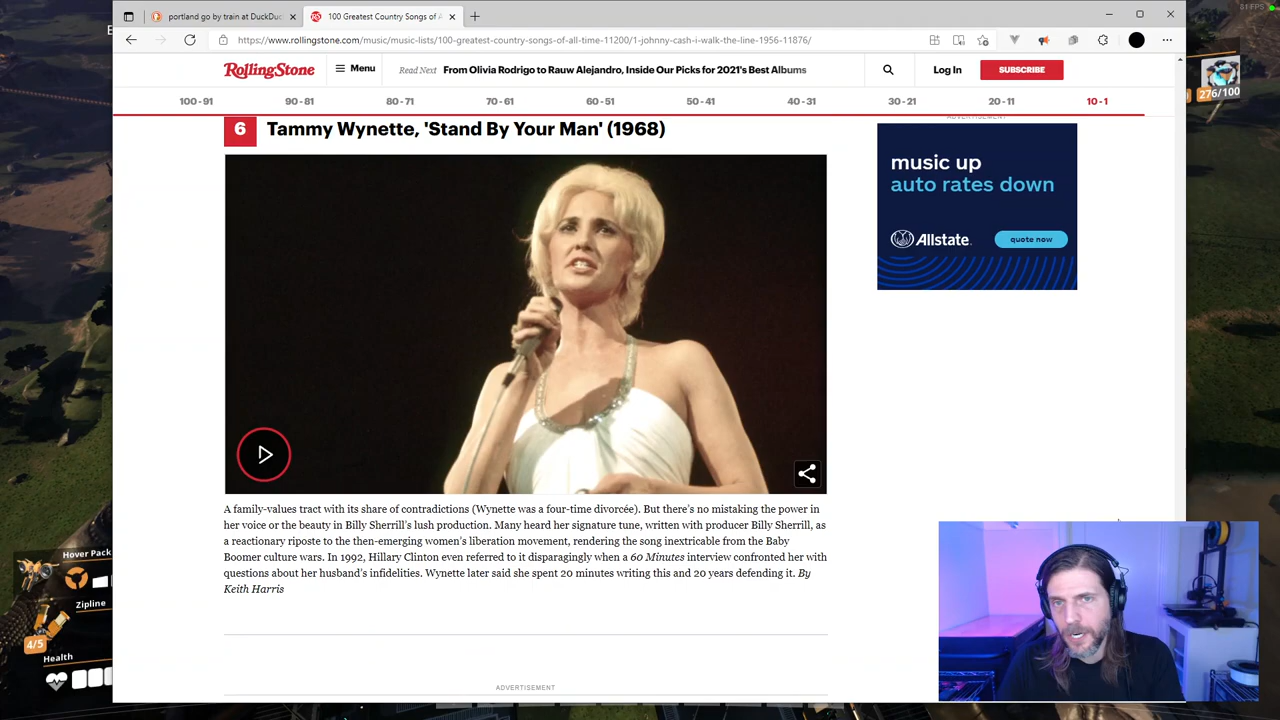 01 FPS
portland go by train at DuckDuc
100 Greatest Country Songs of A
https://www.rollingstone.com/music/music-lists/100-greatest-country-songs-of-all-time-11200/1-johnny-cash-i-walk-the-line-1956-11876/
RollingStone
Menu
Read Next From Olivia Rodrigo to Rauw Alejandro, Inside Our Picks for 2021's Best Albums
Log In
SUBSCRIBE
276/100
100 - 91 90 - 81 80 - 71 70 - 61 60 - 51 50 - 41 40 - 31 30 - 21 20 - 11 10 - 1
ADVERTISEMENT
6 Tammy Wynette, 'Stand By Your Man' (1968)
music up
auto rates down
Allstate.
quote now
A family-values tract with its share of contradictions (Wynette was a four-time divorcée). But there's no mistaking the power in
her voice or the beauty in Billy Sherrill's lush production. Many heard her signature tune, written with producer Billy Sherrill, as
a reactionary riposte to the then-emerging women's liberation movement, rendering the song inextricable from the Baby
Boomer culture wars. In 1992, Hillary Clinton even referred to it disparagingly when a 60 Minutes interview confronted her with
questions about her husband's infidelities. Wynette later said she spent 20 minutes writing this and 20 years defending it. By
Keith Harris
ADVERTISEMENT
Hover Pack
Zipline
4/5
Health